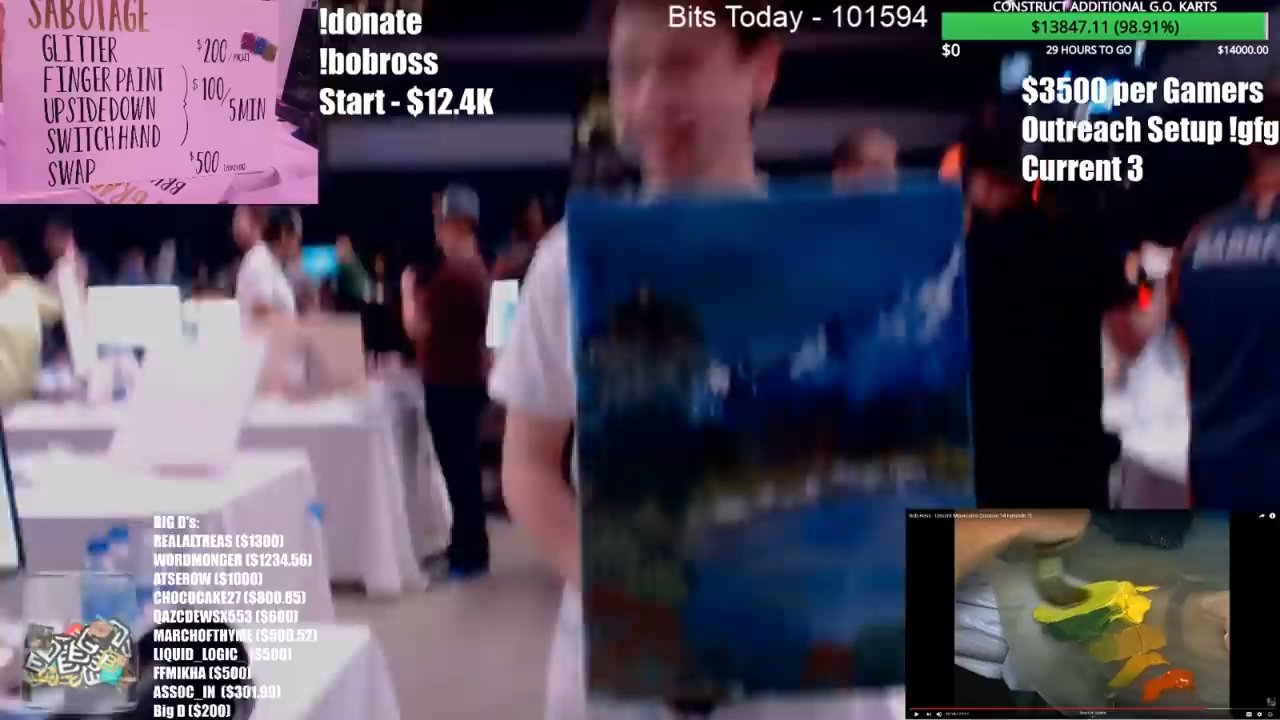 SABOTAGE
GLITTER $200/PACKET
FINGER PAINT
UPSIDEDOWN $100/5MIN
SWITCH HAND
SWAP $500
!donate
!bobross
Start - $12.4K
Bits Today - 101594
CONSTRUCT ADDITIONAL G.O. KARTS
$13847.11 (98.91%)
$0 29 HOURS TO GO $14000.00
$3500 per Gamers
Outreach Setup !gfg
Current 3
BIG D's:
REALALTREAS ($1300)
WORDMONGER ($1234.56)
ATSEROW ($1000)
CHOCOCAKE27 ($800.85)
QAZCDEWSX553 ($600)
MARCHOFTHYME ($500.52)
LIQUID_LOGIC_ ($500)
FFMIKHA ($500)
ASSOC_IN ($301.99)
Big D ($200)